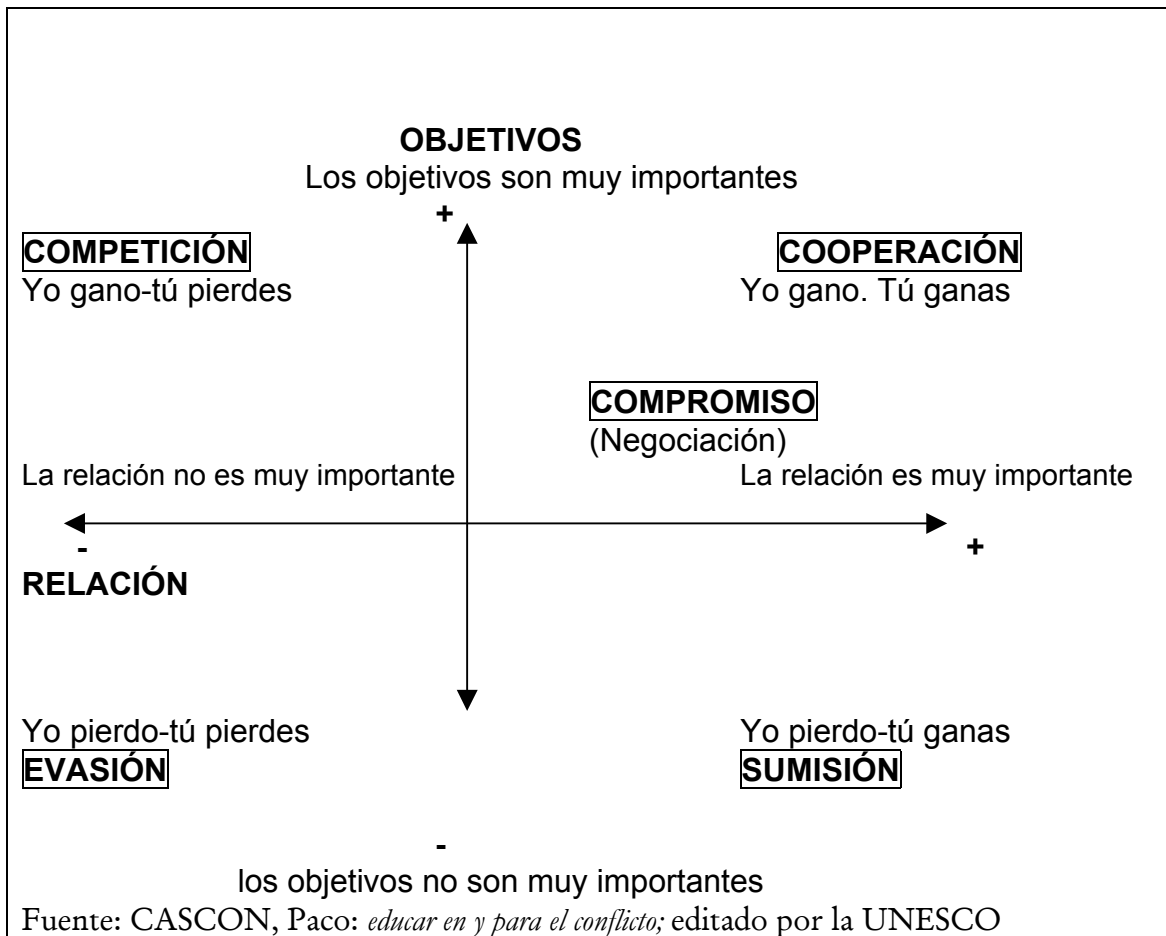 OBJETIVOS
Los objetivos son muy importantes
+
COMPETICIÓN COOPERACIÓN
Yo gano-tú pierdes Yo gano. Tú ganas
COMPROMISO
(Negociación)
La relación no es muy importante La relación es muy importante
- +
RELACIÓN
Yo pierdo-tú pierdes Yo pierdo-tú ganas
EVASIÓN SUMISIÓN
-
los objetivos no son muy importantes
Fuente: CASCON, Paco: educar en y para el conflicto; editado por la UNESCO